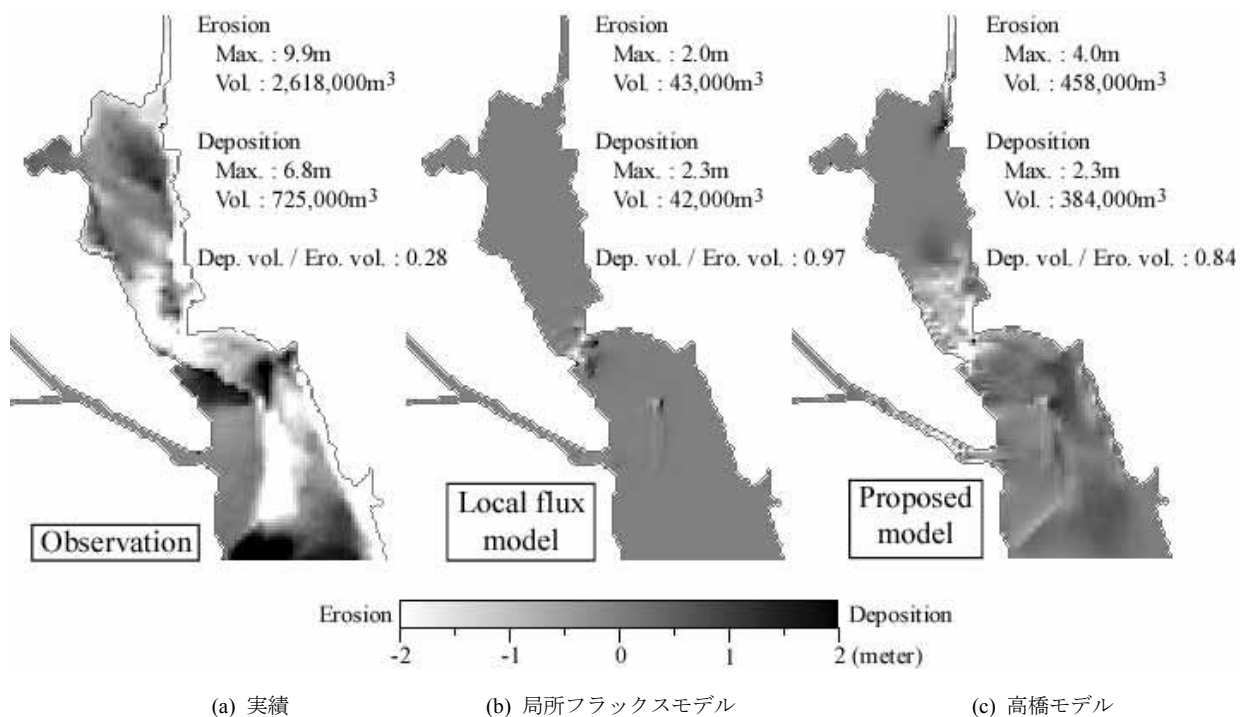 Erosion
Max. : 9.9m
Vol. : 2,618,000m³
Deposition
Max. : 6.8m
Vol. : 725,000m³
Dep. vol. / Ero. vol. : 0.28
Observation
Erosion
Max. : 2.0m
Vol. : 43,000m³
Deposition
Max. : 2.3m
Vol. : 42,000m³
Dep. vol. / Ero. vol. : 0.97
Local flux
model
Erosion
Max. : 4.0m
Vol. : 458,000m³
Deposition
Max. : 2.3m
Vol. : 384,000m³
Dep. vol. / Ero. vol. : 0.84
Proposed
model
Erosion
Deposition
-2 -1 0 1 2 (meter)
(a) 実績
(b) 局所フラックスモデル
(c) 高橋モデル